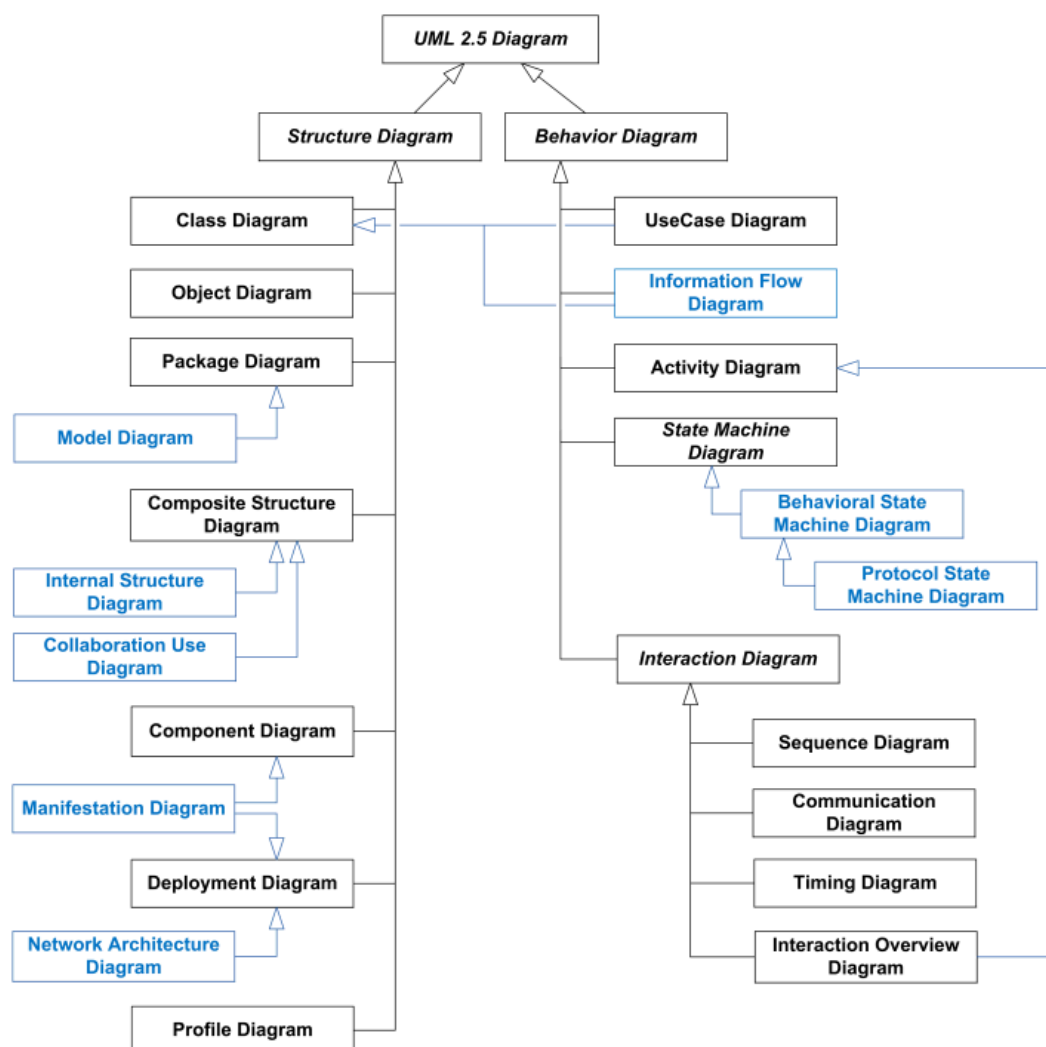 UML 2.5 Diagram
Structure Diagram
Behavior Diagram
Class Diagram
UseCase Diagram
Object Diagram
Information Flow
Diagram
Package Diagram
Activity Diagram
Model Diagram
State Machine
Diagram
Composite Structure
Diagram
Behavioral State
Machine Diagram
Internal Structure
Diagram
Protocol State
Machine Diagram
Collaboration Use
Diagram
Interaction Diagram
Component Diagram
Sequence Diagram
Manifestation Diagram
Communication
Diagram
Deployment Diagram
Timing Diagram
Network Architecture
Diagram
Interaction Overview
Diagram
Profile Diagram